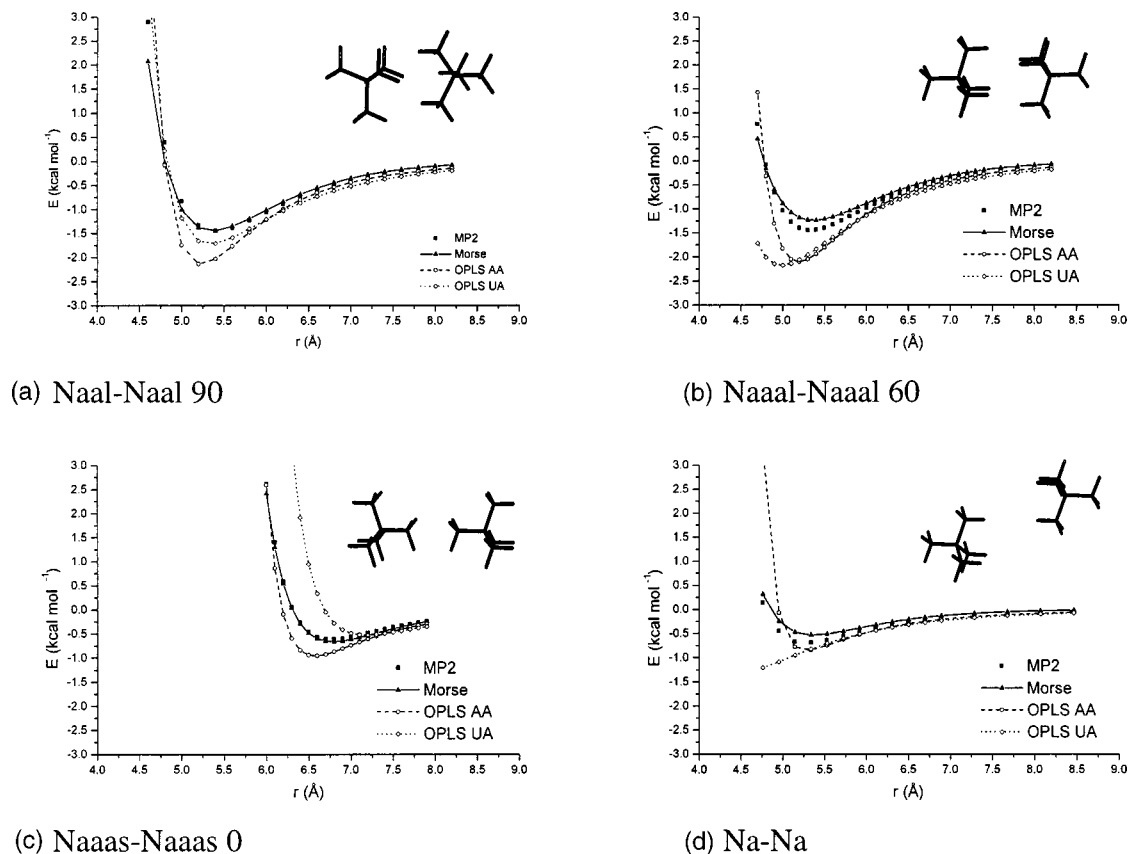 3.0
2.5
2.0
1.5
1.0
0.5
0.0
-0.5
-1.0
-1.5
-2.0
-2.5
-3.0
E (kcal mol⁻¹)
MP2
Morse
OPLS AA
OPLS UA
4.0 4.5 5.0 5.5 6.0 6.5 7.0 7.5 8.0 8.5 9.0
r (Å)
(a) Naal-Naal 90
3.0
2.5
2.0
1.5
1.0
0.5
0.0
-0.5
-1.0
-1.5
-2.0
-2.5
-3.0
E (kcal mol⁻¹)
MP2
Morse
OPLS AA
OPLS UA
4.0 4.5 5.0 5.5 6.0 6.5 7.0 7.5 8.0 8.5 9.0
r (Å)
(b) Naaal-Naaal 60
3.0
2.5
2.0
1.5
1.0
0.5
0.0
-0.5
-1.0
-1.5
-2.0
-2.5
-3.0
E (kcal mol⁻¹)
MP2
Morse
OPLS AA
OPLS UA
4.0 4.5 5.0 5.5 6.0 6.5 7.0 7.5 8.0 8.5 9.0
r (Å)
(c) Naaas-Naaas 0
3.0
2.5
2.0
1.5
1.0
0.5
0.0
-0.5
-1.0
-1.5
-2.0
-2.5
-3.0
E (kcal mol⁻¹)
MP2
Morse
OPLS AA
OPLS UA
4.0 4.5 5.0 5.5 6.0 6.5 7.0 7.5 8.0 8.5 9.0
r (Å)
(d) Na-Na